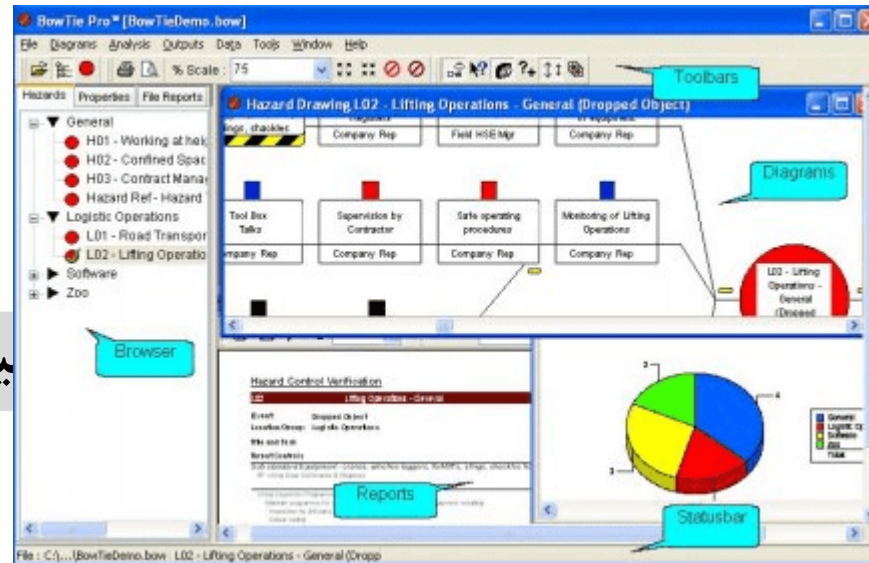 BowTie Pro™ [BowTieDemo.bow]
File Diagrams Analysis Outputs Data Tools Window Help
% Scale : 75
Toolbars
Hazards Properties File Reports
General
H01 - Working at heig
H02 - Confined Spac
H03 - Contract Manag
Hazard Ref - Hazard
Logistic Operations
L01 - Road Transpor
L02 - Lifting Operatio
Software
Zoo
Browser
Hazard Drawing L02 - Lifting Operations - General (Dropped Object)
Company Rep
Field HSE Mgr
Company Rep
Diagrams
Tool Box
Talks
Supervision by
Contractor
Safe operating
procedures
Monitoring of Lifting
Operations
Company Rep
Company Rep
Company Rep
L02 - Lifting
Operations -
General
(Dropped
Hazard Control Verification
L02 Lifting Operations - General
Event Dropped Object
Location Group: Logistic Operations
Reports
General
Software
Zoo
Total
Statusbar
File : C:\...\BowTieDemo.bow L02 - Lifting Operations - General (Dropp